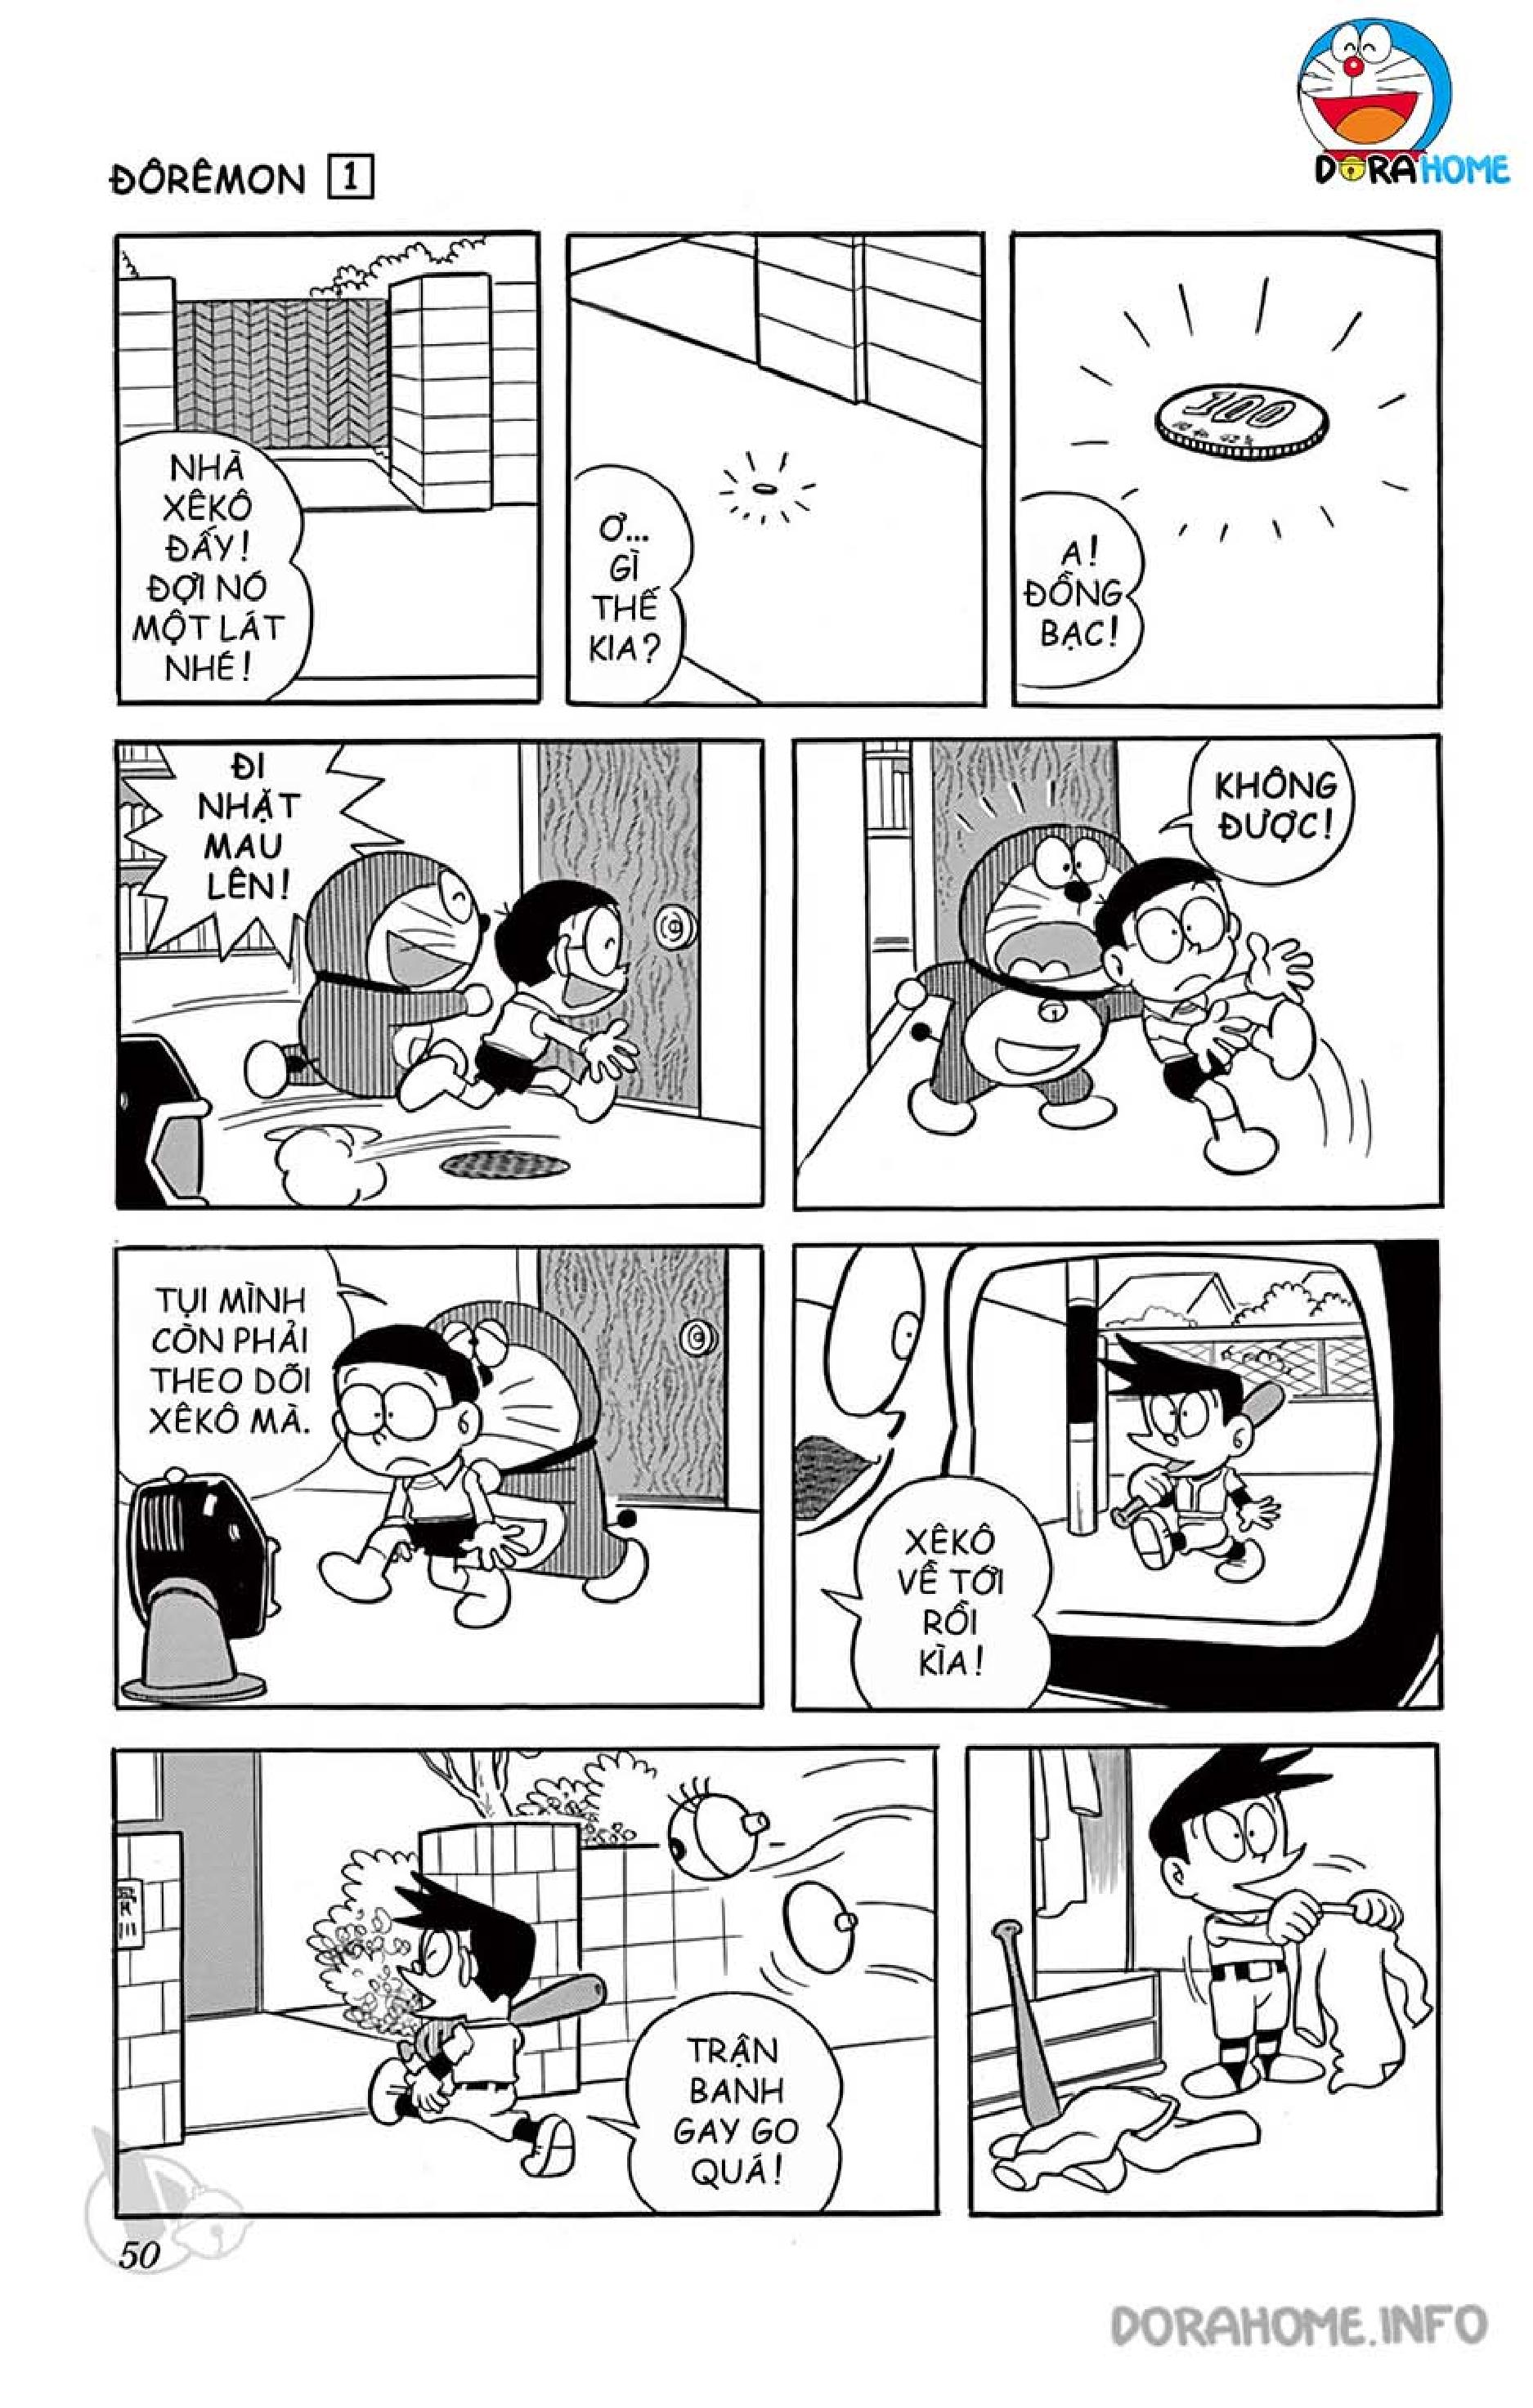 DORAHOME
ĐÔRÊMON 1
NHÀ
XÊKÔ
ĐẤY!
ĐỢI NÓ
MỘT LÁT
NHÉ!
Ơ...
GÌ
THẾ
KIA?
100
A!
ĐỒNG
BẠC!
ĐI
NHẶT
MAU
LÊN!
KHÔNG
ĐƯỢC!
TỤI MÌNH
CÒN PHẢI
THEO DÕI
XÊKÔ MÀ.
XÊKÔ
VỀ TỚI
RỒI
KÌA!
TRẬN
BANH
GAY GO
QUÁ!
50
DORAHOME.INFO